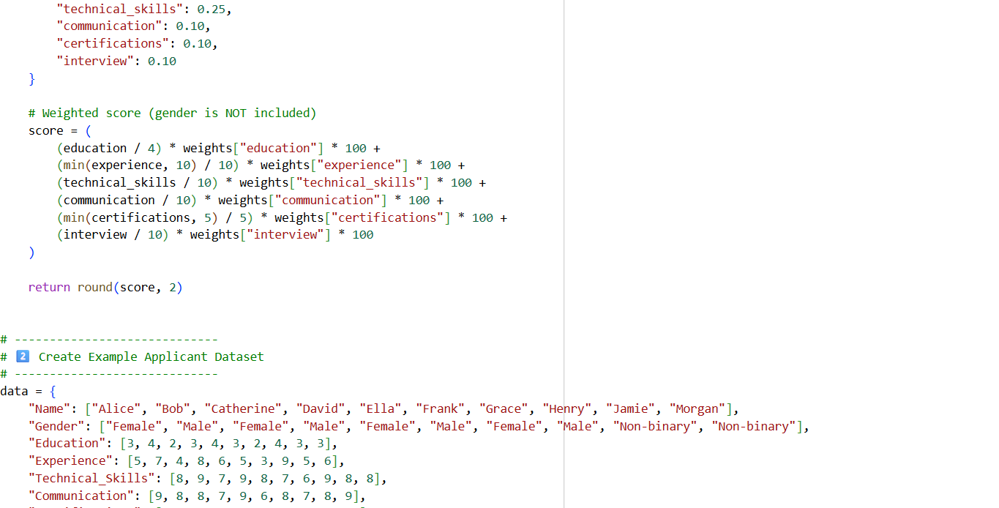 "technical_skills": 0.25,
"communication": 0.10,
"certifications": 0.10,
"interview": 0.10
}
# Weighted score (gender is NOT included)
score = (
(education / 4) * weights["education"] * 100 +
(min(experience, 10) / 10) * weights["experience"] * 100 +
(technical_skills / 10) * weights["technical_skills"] * 100 +
(communication / 10) * weights["communication"] * 100 +
(min(certifications, 5) / 5) * weights["certifications"] * 100 +
(interview / 10) * weights["interview"] * 100
)
return round(score, 2)
# -----------------------------
# 2️⃣ Create Example Applicant Dataset
# -----------------------------
data = {
"Name": ["Alice", "Bob", "Catherine", "David", "Ella", "Frank", "Grace", "Henry", "Jamie", "Morgan"],
"Gender": ["Female", "Male", "Female", "Male", "Female", "Male", "Female", "Male", "Non-binary", "Non-binary"],
"Education": [3, 4, 2, 3, 4, 3, 2, 4, 3, 3],
"Experience": [5, 7, 4, 8, 6, 5, 3, 9, 5, 6],
"Technical_Skills": [8, 9, 7, 9, 8, 7, 6, 9, 8, 8],
"Communication": [9, 8, 8, 7, 9, 6, 8, 7, 8, 9],